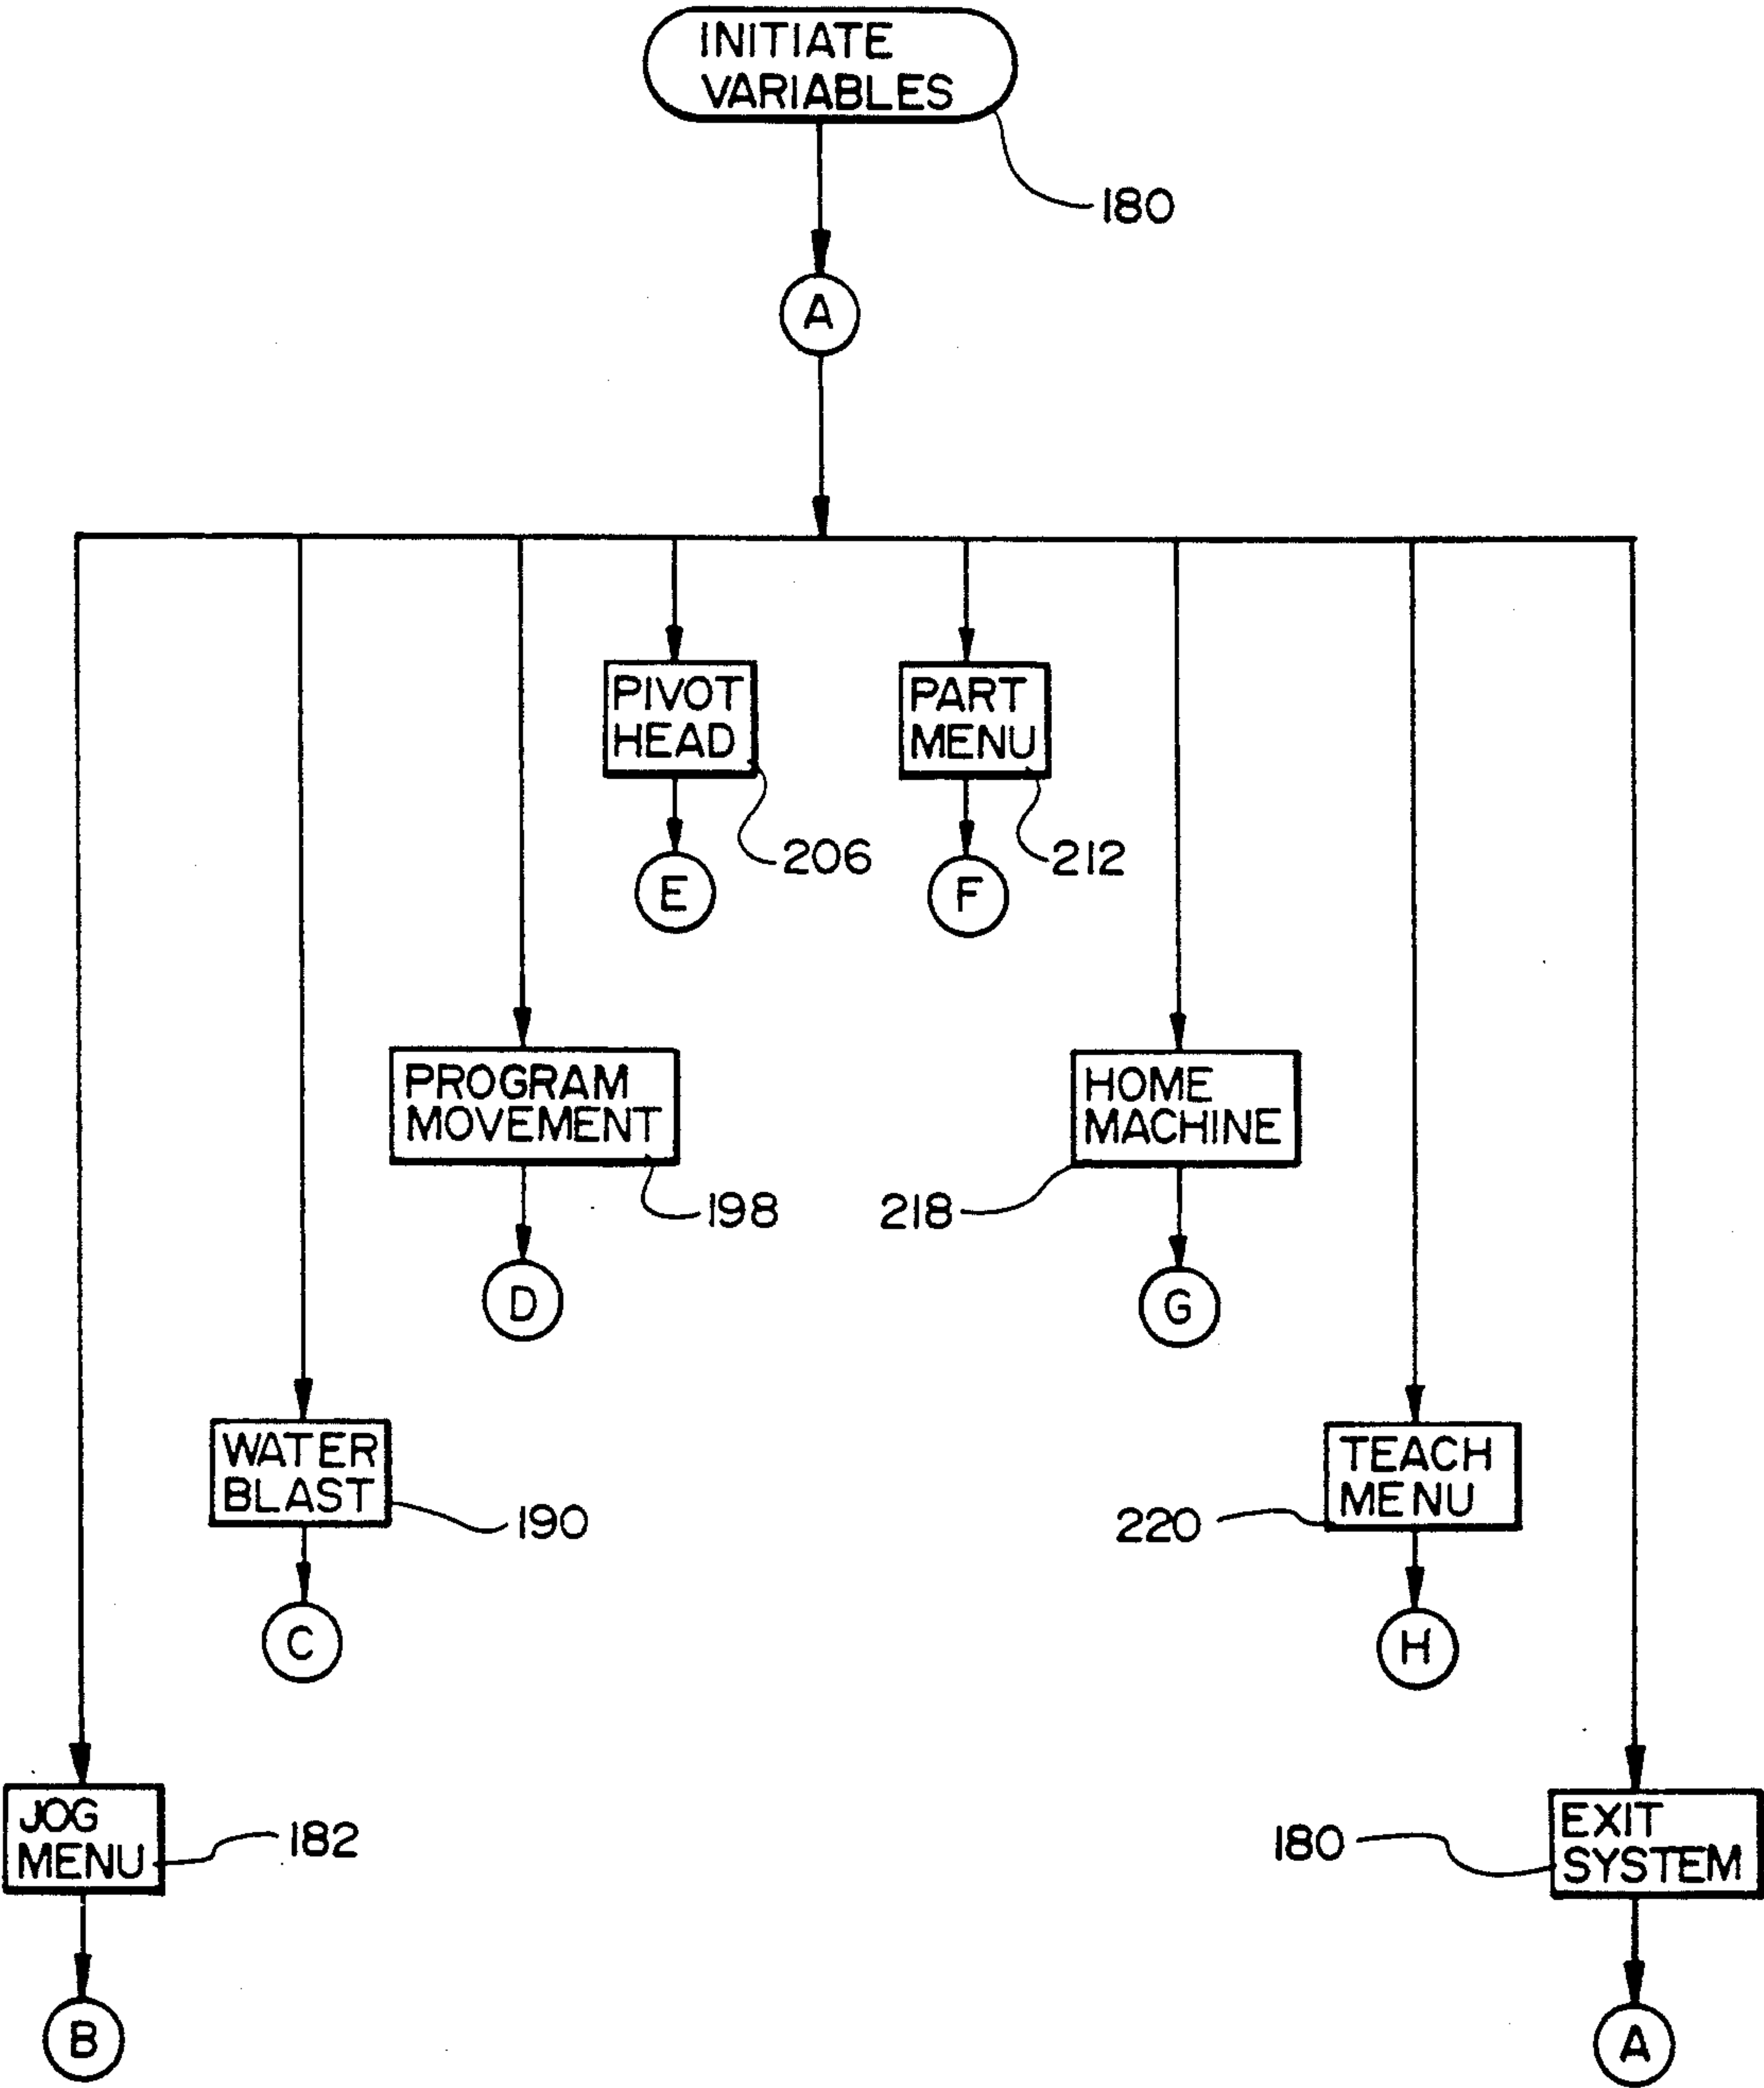 INITIATE
VARIABLES
180
A
PIVOT
HEAD
206
E
PART
MENU
212
F
PROGRAM
MOVEMENT
198
D
HOME
MACHINE
218
G
WATER
BLAST
190
C
TEACH
MENU
220
H
JOG
MENU
182
B
EXIT
SYSTEM
180
A